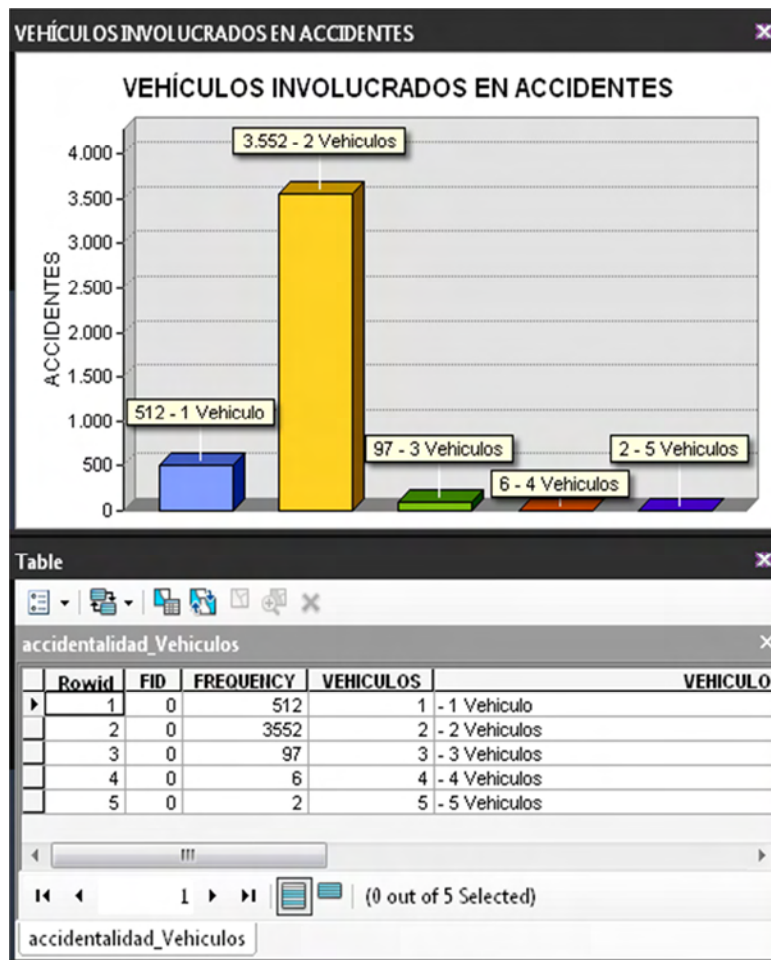 VEHÍCULOS INVOLUCRADOS EN ACCIDENTES
VEHÍCULOS INVOLUCRADOS EN ACCIDENTES
3.552 - 2 Vehiculos
4.000
3.500
3.000
2.500
2.000
1.500
1.000
500
0
ACCIDENTES
512 - 1 Vehiculo
97 - 3 Vehiculos
2 - 5 Vehiculos
6 - 4 Vehiculos
Table
accidentalidad_Vehiculos
Rowid FID FREQUENCY VEHICULOS VEHICULO
1 0 512 1 - 1 Vehiculo
2 0 3552 2 - 2 Vehiculos
3 0 97 3 - 3 Vehiculos
4 0 6 4 - 4 Vehiculos
5 0 2 5 - 5 Vehiculos
1 (0 out of 5 Selected)
accidentalidad_Vehiculos